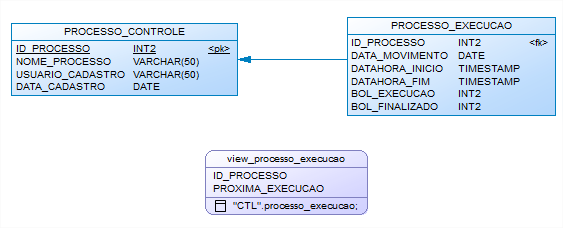 PROCESSO_CONTROLE
ID_PROCESSO INT2 <pk>
NOME_PROCESSO VARCHAR(50)
USUARIO_CADASTRO VARCHAR(50)
DATA_CADASTRO DATE
PROCESSO_EXECUCAO
ID_PROCESSO INT2 <fk>
DATA_MOVIMENTO DATE
DATAHORA_INICIO TIMESTAMP
DATAHORA_FIM TIMESTAMP
BOL_EXECUCAO INT2
BOL_FINALIZADO INT2
view_processo_execucao
ID_PROCESSO
PROXIMA_EXECUCAO
"CTL".processo_execucao;